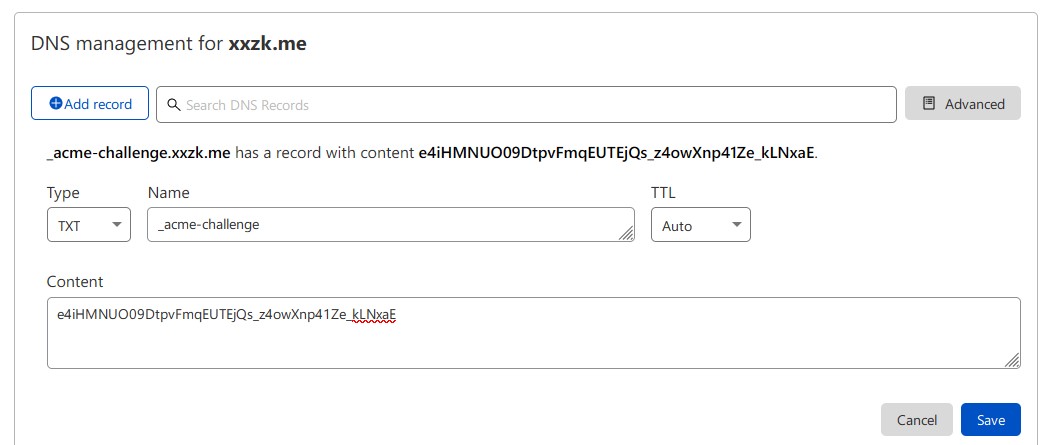 DNS management for xxzk.me
Add record
Search DNS Records
Advanced
_acme-challenge.xxzk.me has a record with content e4iHMNUO09DtpvFmqEUTEjQs_z4owXnp41Ze_kLNxaE.
Type Name TTL
TXT _acme-challenge Auto
Content
e4iHMNUO09DtpvFmqEUTEjQs_z4owXnp41Ze_kLNxaE
Cancel Save